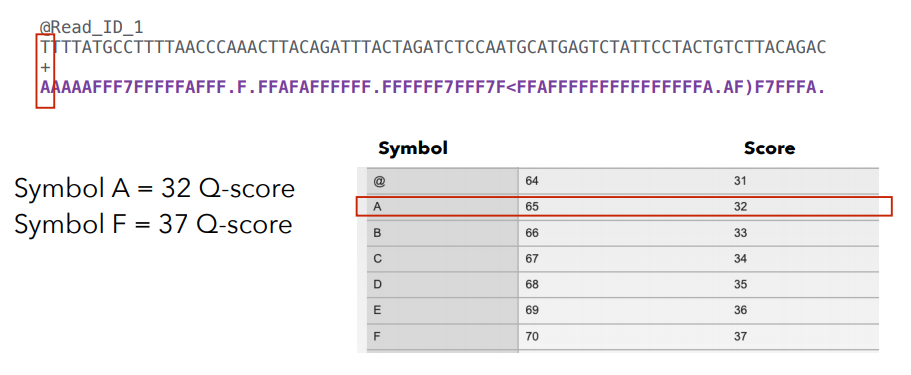 @Read_ID_1
TTTTATGCCTTTTAACCCAAACTTACAGATTTACTAGATCTCCAATGCATGAGTCTATTCCTACTGTCTTACAGAC
+
AAAAAFFF7FFFFFAFFF.F.FFAFAFFFFFF.FFFFFF7FFF7F<FFAFFFFFFFFFFFFFFFA.AF)F7FFFA.
Symbol Score
Symbol A = 32 Q-score
Symbol F = 37 Q-score
@ 64 31
A 65 32
B 66 33
C 67 34
D 68 35
E 69 36
F 70 37